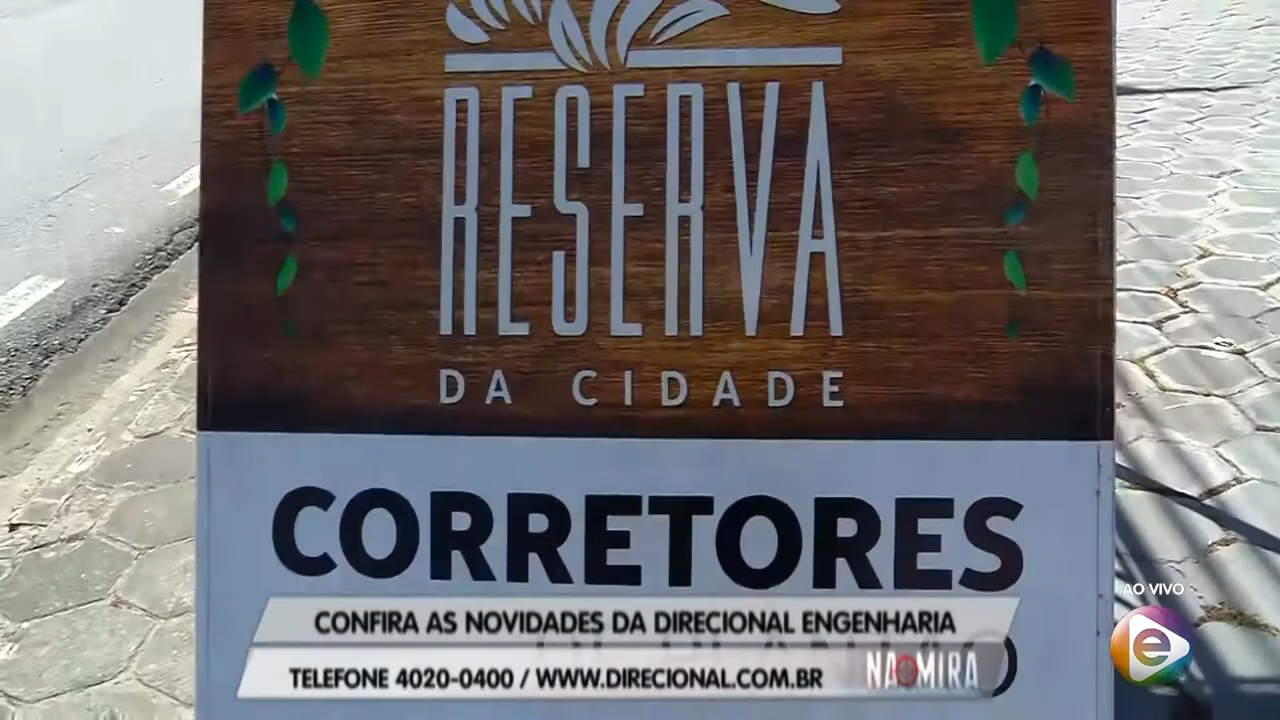 RESERVA
DA CIDADE
CORRETORES
CONFIRA AS NOVIDADES DA DIRECIONAL ENGENHARIA
TELEFONE 4020-0400 / WWW.DIRECIONAL.COM.BR
NA MIRA
AO VIVO
e